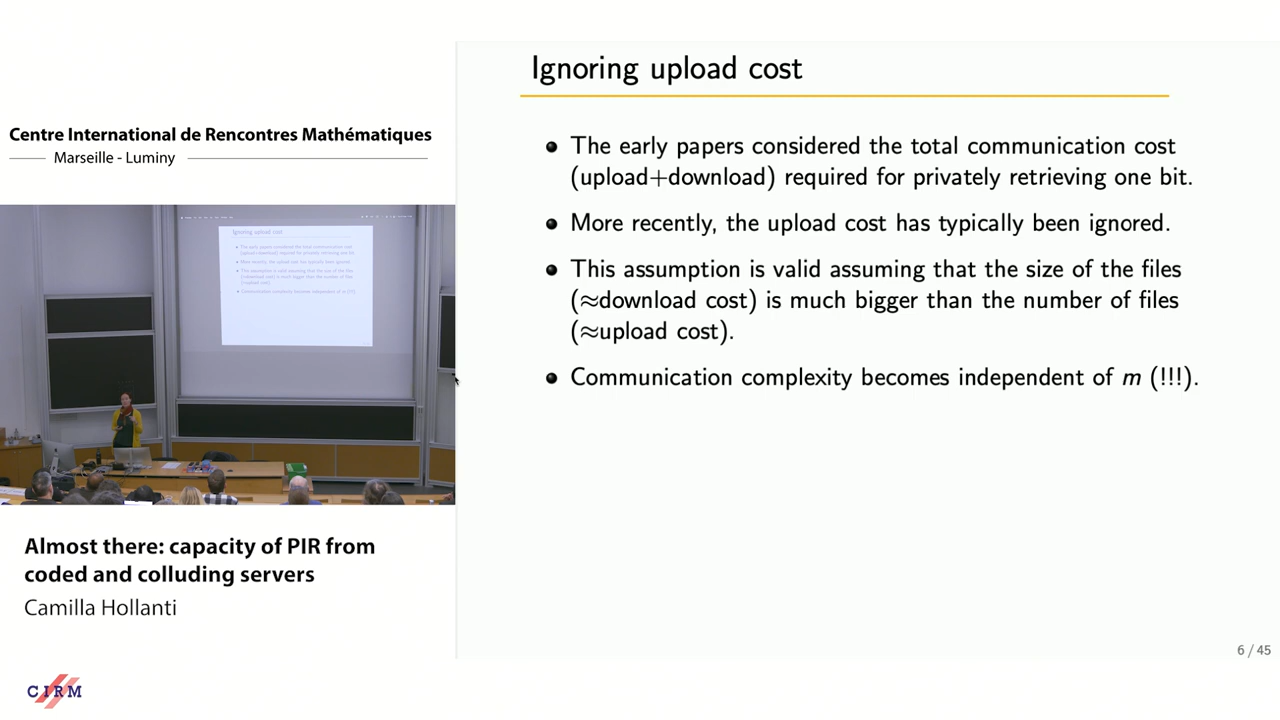 Centre International de Rencontres Mathématiques
Marseille - Luminy
Almost there: capacity of PIR from
coded and colluding servers
Camilla Hollanti
CIRM
Ignoring upload cost
• The early papers considered the total communication cost
(upload+download) required for privately retrieving one bit.
• More recently, the upload cost has typically been ignored.
• This assumption is valid assuming that the size of the files
(≈download cost) is much bigger than the number of files
(≈upload cost).
• Communication complexity becomes independent of m (!!!).
6 / 45